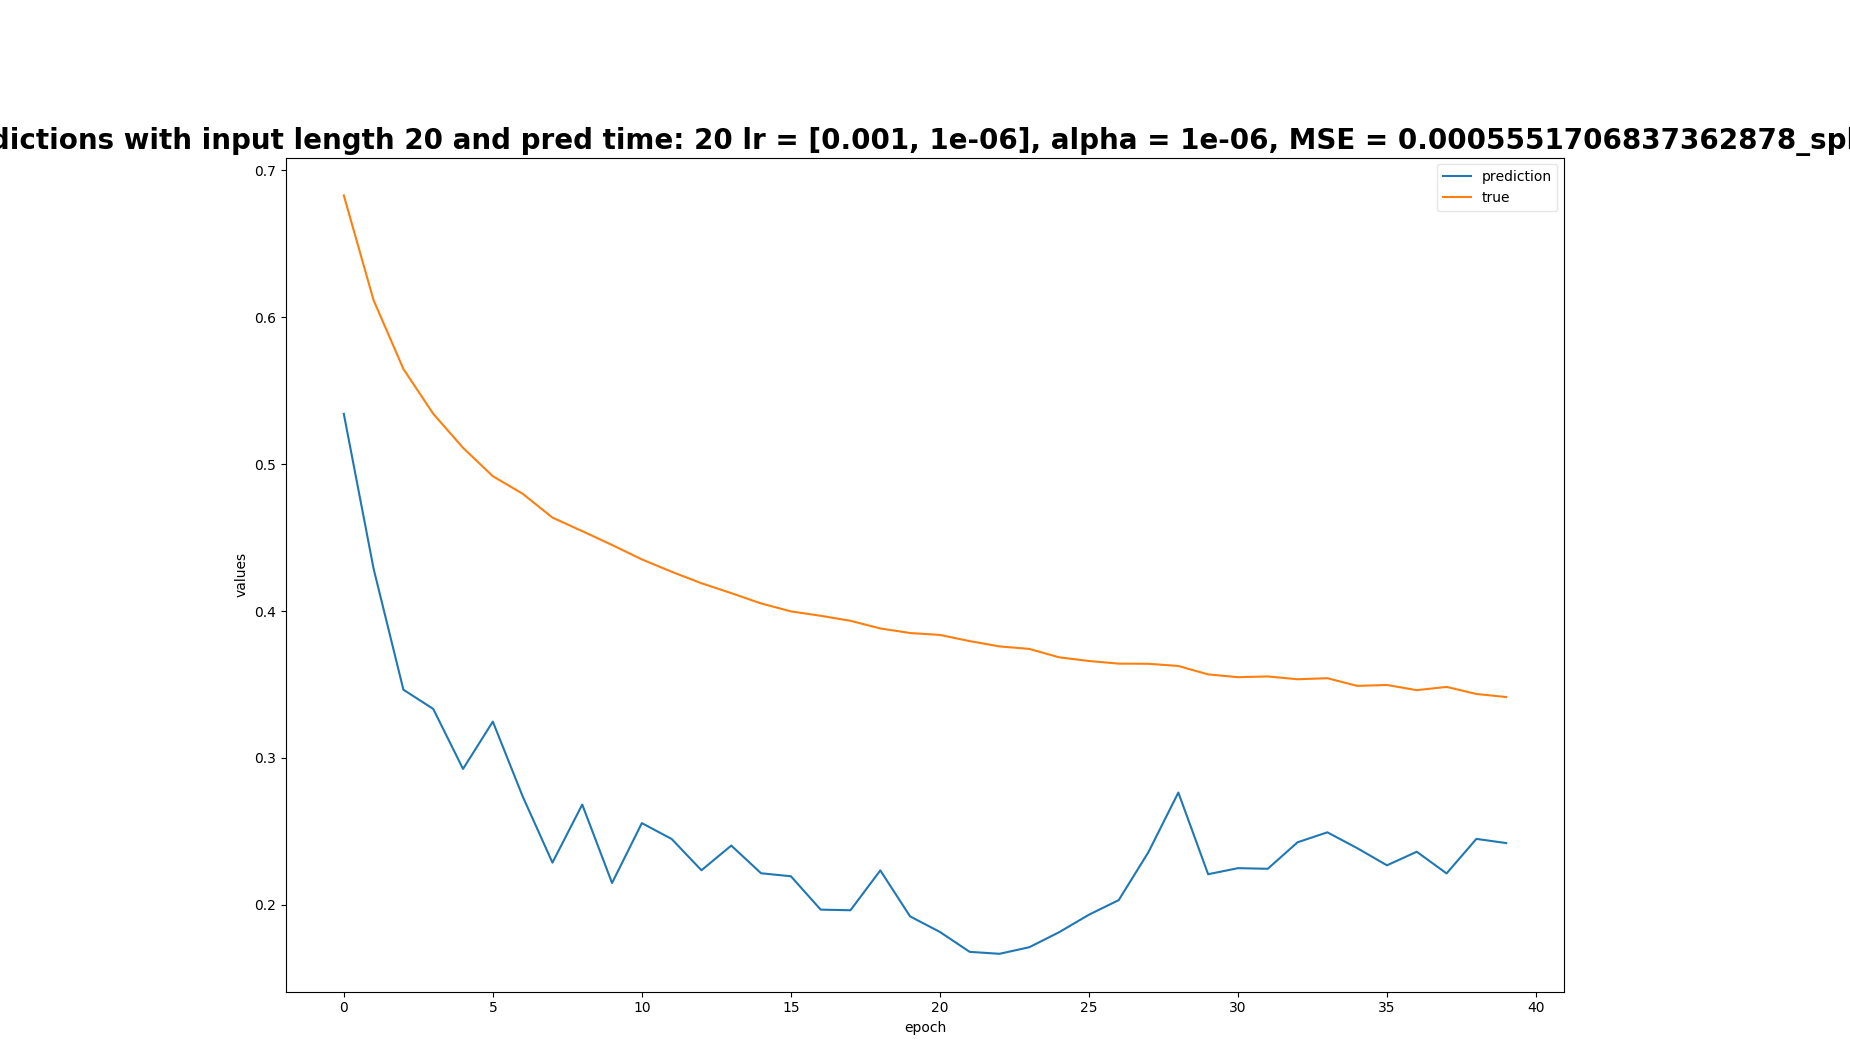 dictions with input length 20 and pred time: 20 lr = [0.001, 1e-06], alpha = 1e-06, MSE = 0.0005551706837362878_spl
prediction
true
0.7
0.6
0.5
0.4
0.3
0.2
values
0 5 10 15 20 25 30 35 40
epoch